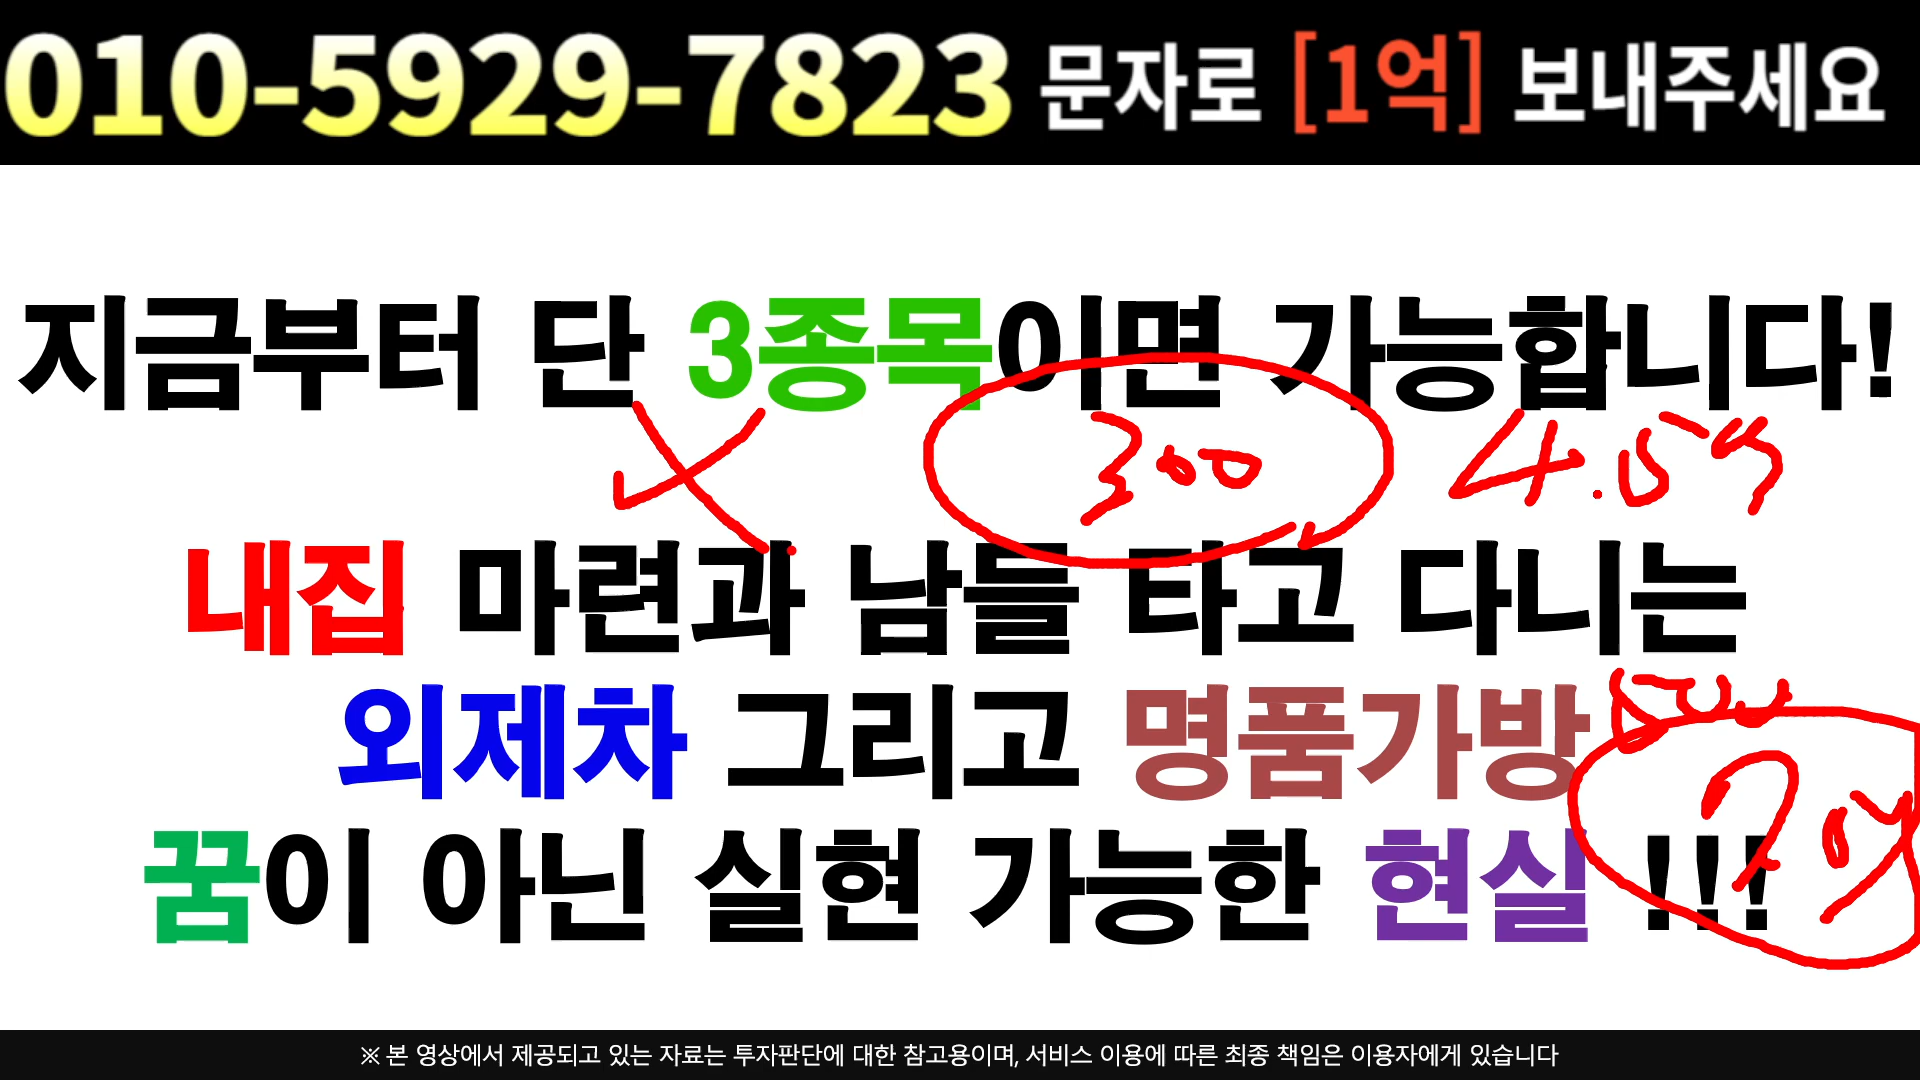 010-5929-7823 문자로 [1억] 보내주세요
지금부터 단 3종목이면 가능합니다!
300
4.5억
내집 마련과 남들 타고 다니는
500
외제차 그리고 명품가방
꿈이 아닌 실현 가능한 현실 !!!
※ 본 영상에서 제공되고 있는 자료는 투자판단에 대한 참고용이며, 서비스 이용에 따른 최종 책임은 이용자에게 있습니다